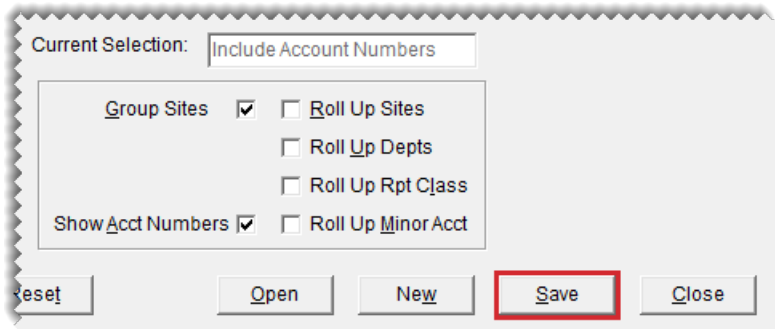 Current Selection: Include Account Numbers
Group Sites Roll Up Sites
Roll Up Depts
Roll Up Rpt Class
Show Acct Numbers Roll Up Minor Acct
Reset Open New Save Close